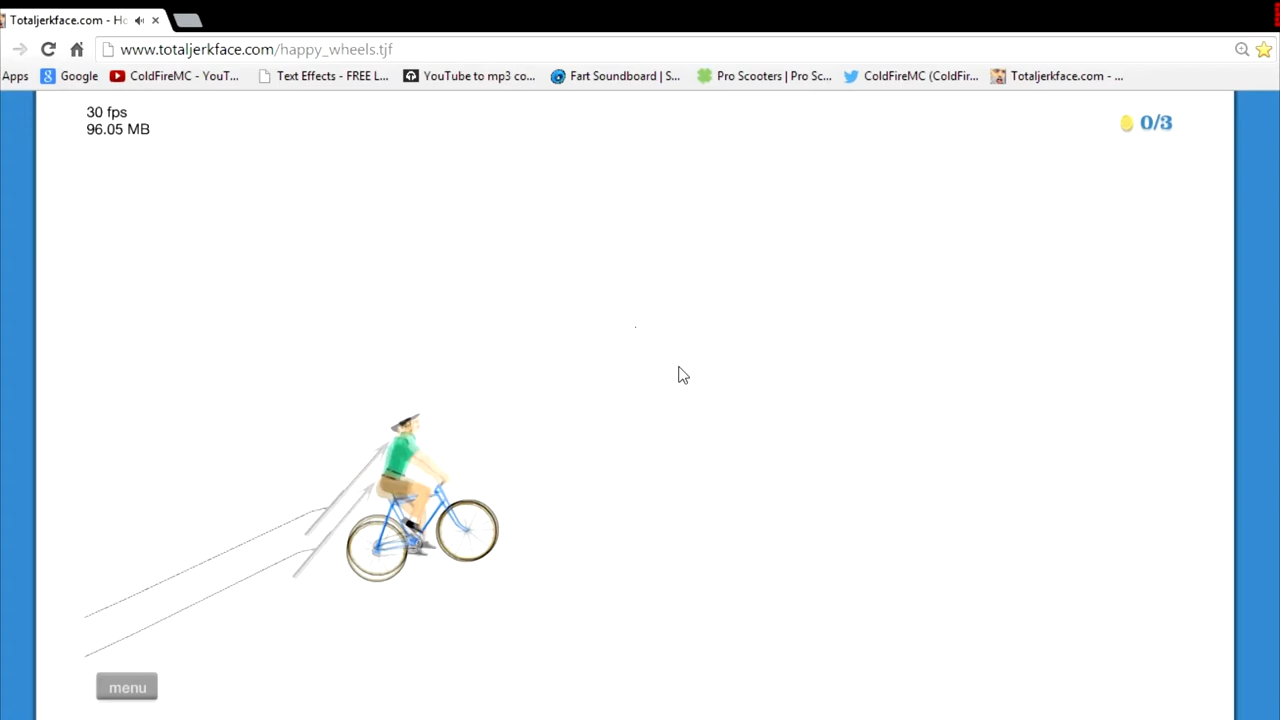 Totaljerkface.com - Ho
www.totaljerkface.com/happy_wheels.tjf
Apps Google ColdFireMC - YouT... Text Effects - FREE L... YouTube to mp3 co... Fart Soundboard | S... Pro Scooters | Pro Sc... ColdFireMC (ColdFir... Totaljerkface.com - ...
30 fps
96.05 MB
0/3
menu